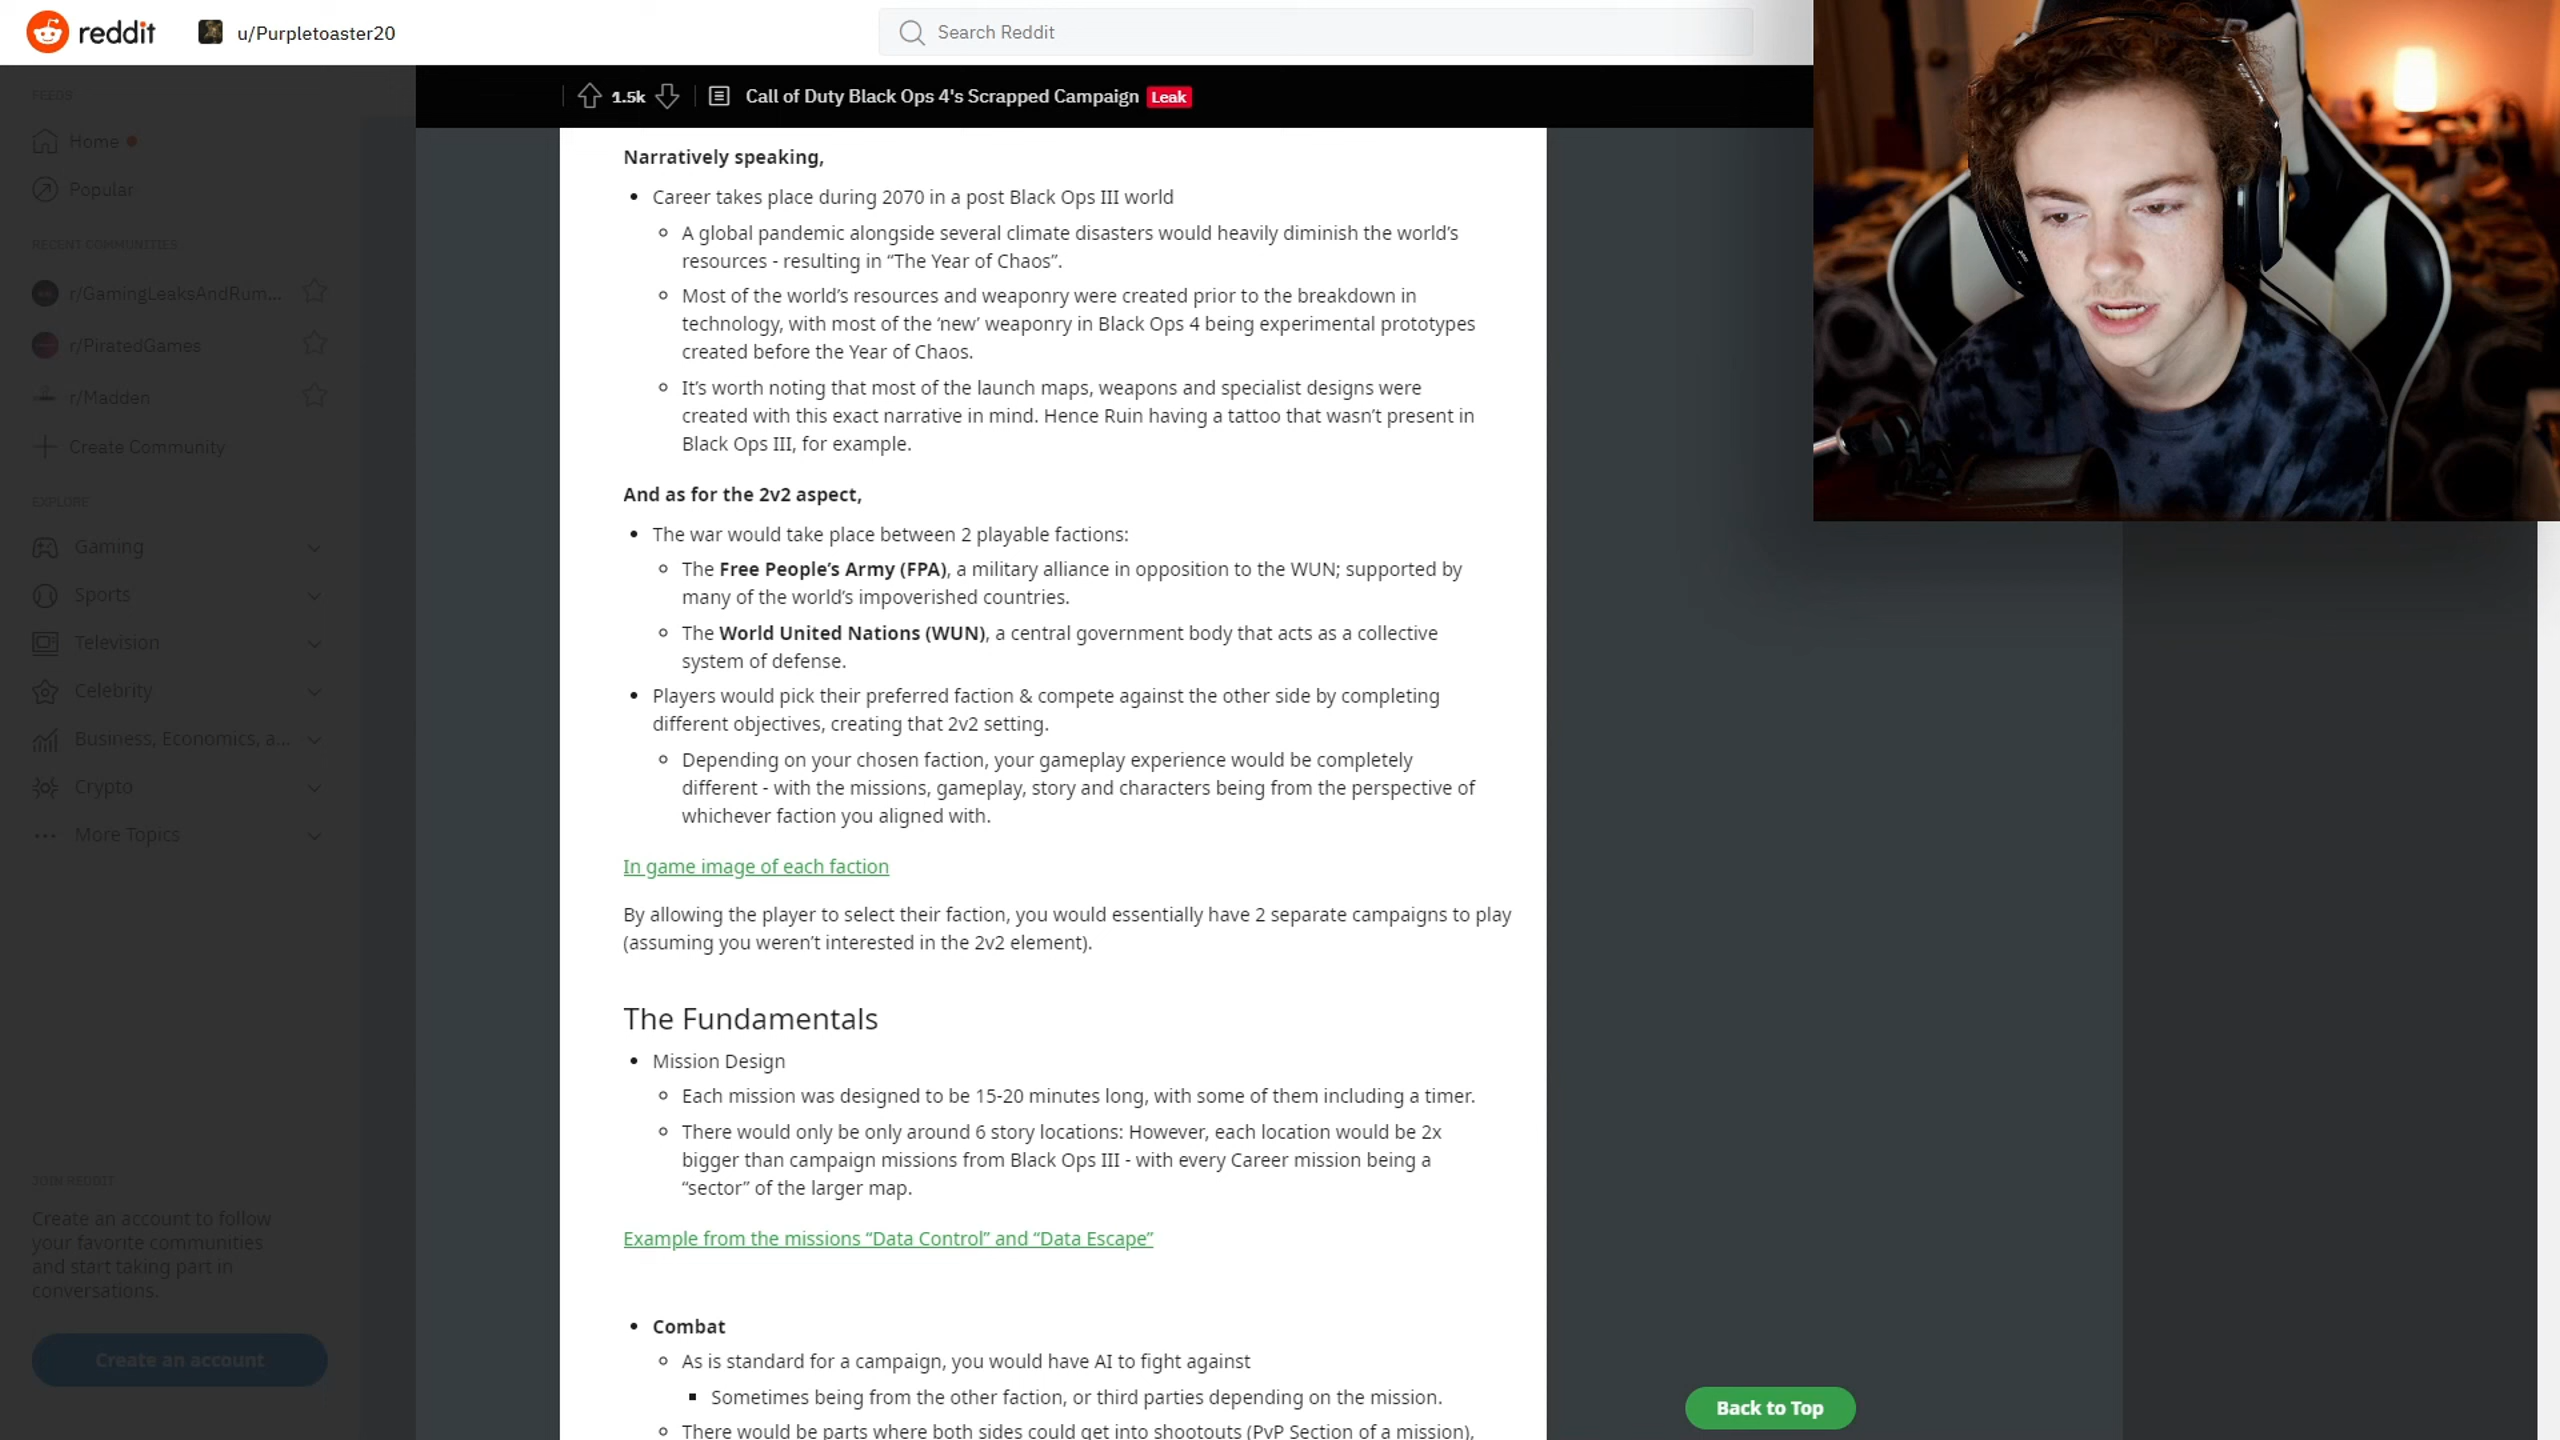 reddit
u/Purpletoaster20
Search Reddit
1.5k
Call of Duty Black Ops 4's Scrapped Campaign
Leak
FEEDS
Home
Popular
RECENT COMMUNITIES
r/GamingLeaksAndRum...
r/PiratedGames
r/Madden
Create Community
EXPLORE
Gaming
Sports
Television
Celebrity
Business, Economics, a...
Crypto
More Topics
JOIN REDDIT
Create an account to follow
your favorite communities
and start taking part in
conversations.
Create an account
Narratively speaking,
Career takes place during 2070 in a post Black Ops III world
A global pandemic alongside several climate disasters would heavily diminish the world’s
resources - resulting in “The Year of Chaos”.
Most of the world’s resources and weaponry were created prior to the breakdown in
technology, with most of the ‘new’ weaponry in Black Ops 4 being experimental prototypes
created before the Year of Chaos.
It’s worth noting that most of the launch maps, weapons and specialist designs were
created with this exact narrative in mind. Hence Ruin having a tattoo that wasn’t present in
Black Ops III, for example.
And as for the 2v2 aspect,
The war would take place between 2 playable factions:
The Free People’s Army (FPA), a military alliance in opposition to the WUN; supported by
many of the world’s impoverished countries.
The World United Nations (WUN), a central government body that acts as a collective
system of defense.
Players would pick their preferred faction & compete against the other side by completing
different objectives, creating that 2v2 setting.
Depending on your chosen faction, your gameplay experience would be completely
different - with the missions, gameplay, story and characters being from the perspective of
whichever faction you aligned with.
In game image of each faction
By allowing the player to select their faction, you would essentially have 2 separate campaigns to play
(assuming you weren’t interested in the 2v2 element).
The Fundamentals
Mission Design
Each mission was designed to be 15-20 minutes long, with some of them including a timer.
There would only be only around 6 story locations: However, each location would be 2x
bigger than campaign missions from Black Ops III - with every Career mission being a
“sector” of the larger map.
Example from the missions “Data Control” and “Data Escape”
Combat
As is standard for a campaign, you would have AI to fight against
Sometimes being from the other faction, or third parties depending on the mission.
There would be parts where both sides could get into shootouts (PvP Section of a mission),
Back to Top